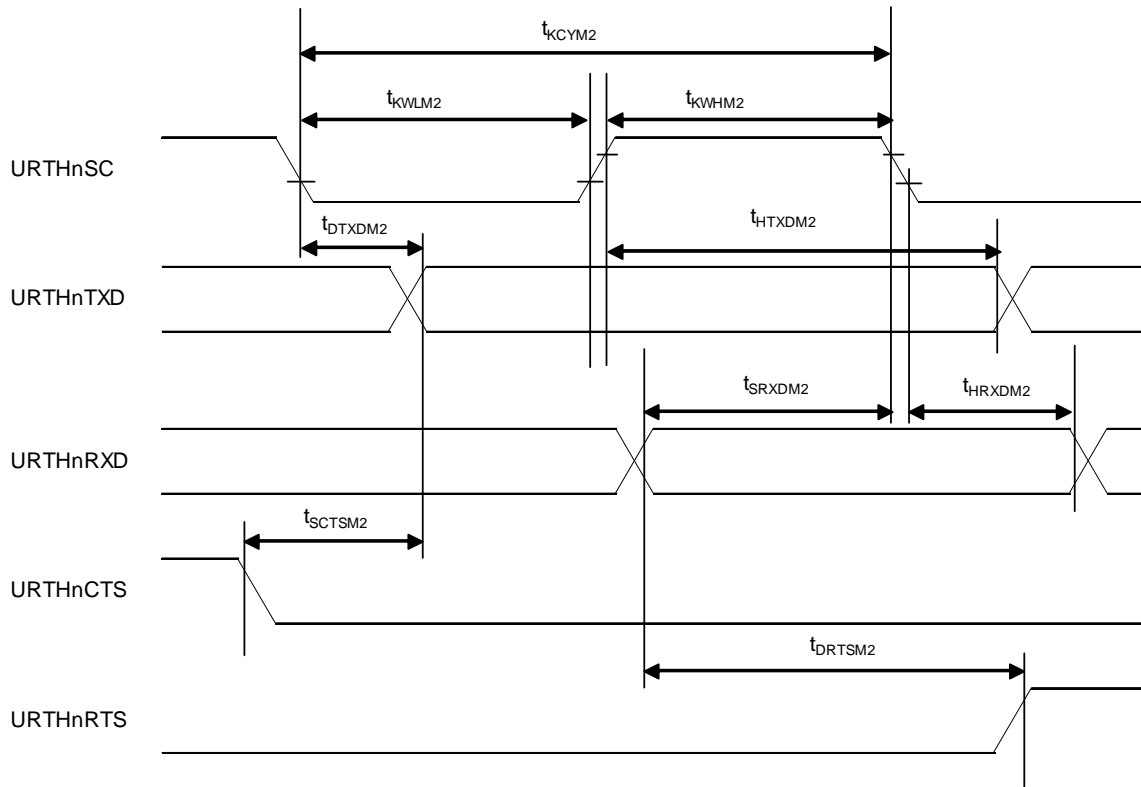 tKCYM2
tKWLM2
tKWHM2
URTHnSC
tDTXDM2
tHTXDM2
URTHnTXD
tSRXDM2
tHRXDM2
URTHnRXD
tSCTSM2
URTHnCTS
tDRTSM2
URTHnRTS